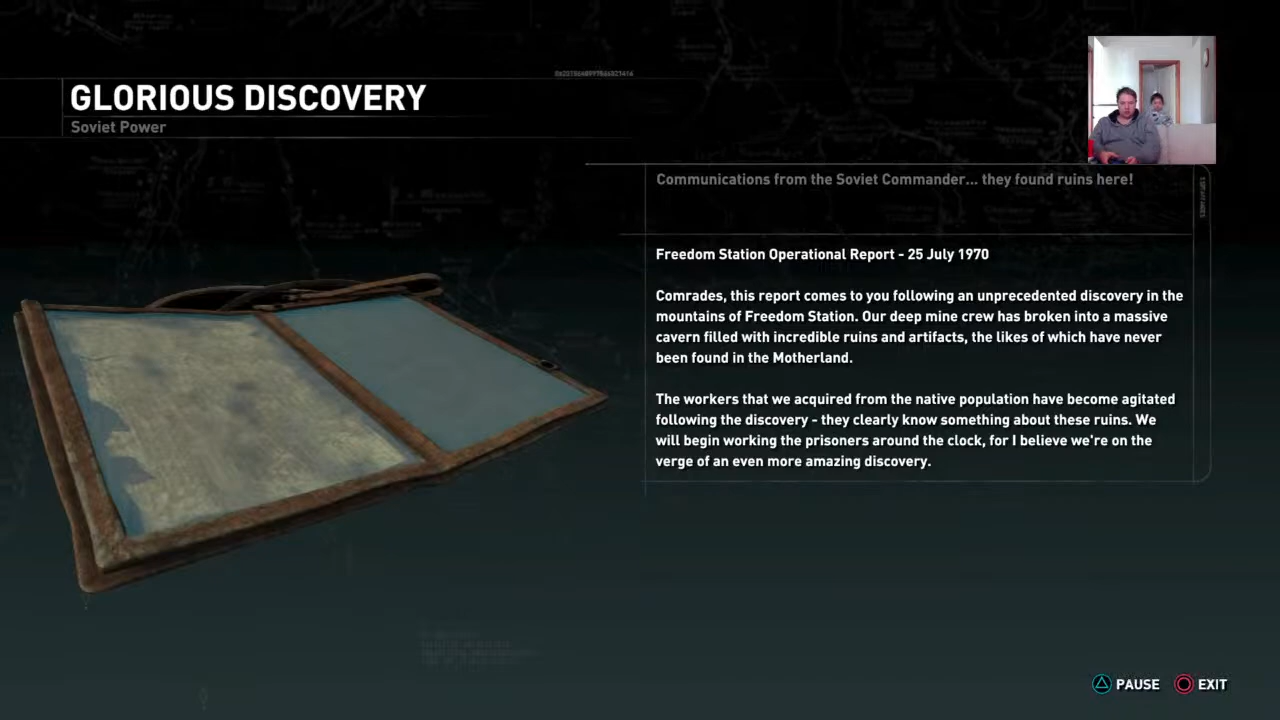 GLORIOUS DISCOVERY
Soviet Power
Communications from the Soviet Commander... they found ruins here!
Freedom Station Operational Report - 25 July 1970
Comrades, this report comes to you following an unprecedented discovery in the
mountains of Freedom Station. Our deep mine crew has broken into a massive
cavern filled with incredible ruins and artifacts, the likes of which have never
been found in the Motherland.
The workers that we acquired from the native population have become agitated
following the discovery - they clearly know something about these ruins. We
will begin working the prisoners around the clock, for I believe we're on the
verge of an even more amazing discovery.
PAUSE EXIT